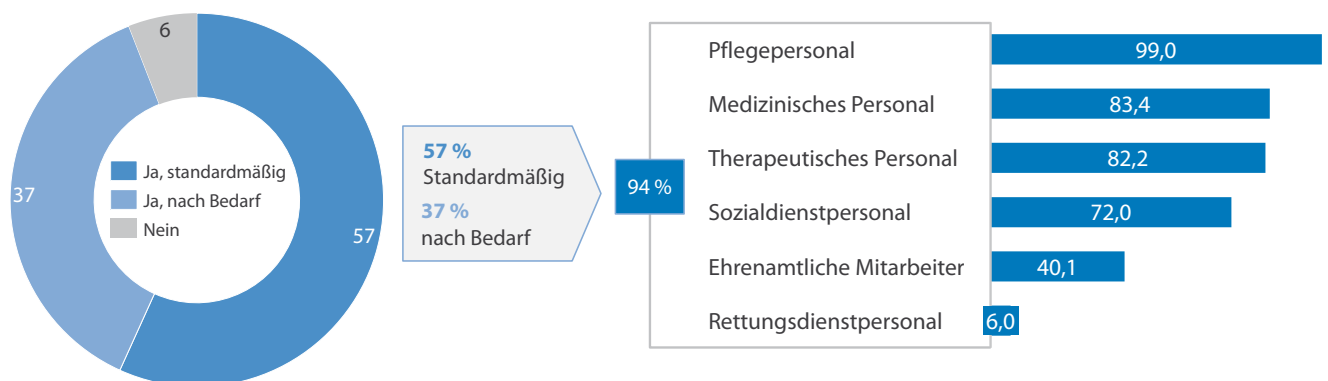 6
37
57
Ja, standardmäßig
Ja, nach Bedarf
Nein
57 %
Standardmäßig
37 %
nach Bedarf
94 %
Pflegepersonal 99,0
Medizinisches Personal 83,4
Therapeutisches Personal 82,2
Sozialdienstpersonal 72,0
Ehrenamtliche Mitarbeiter 40,1
Rettungsdienstpersonal 6,0